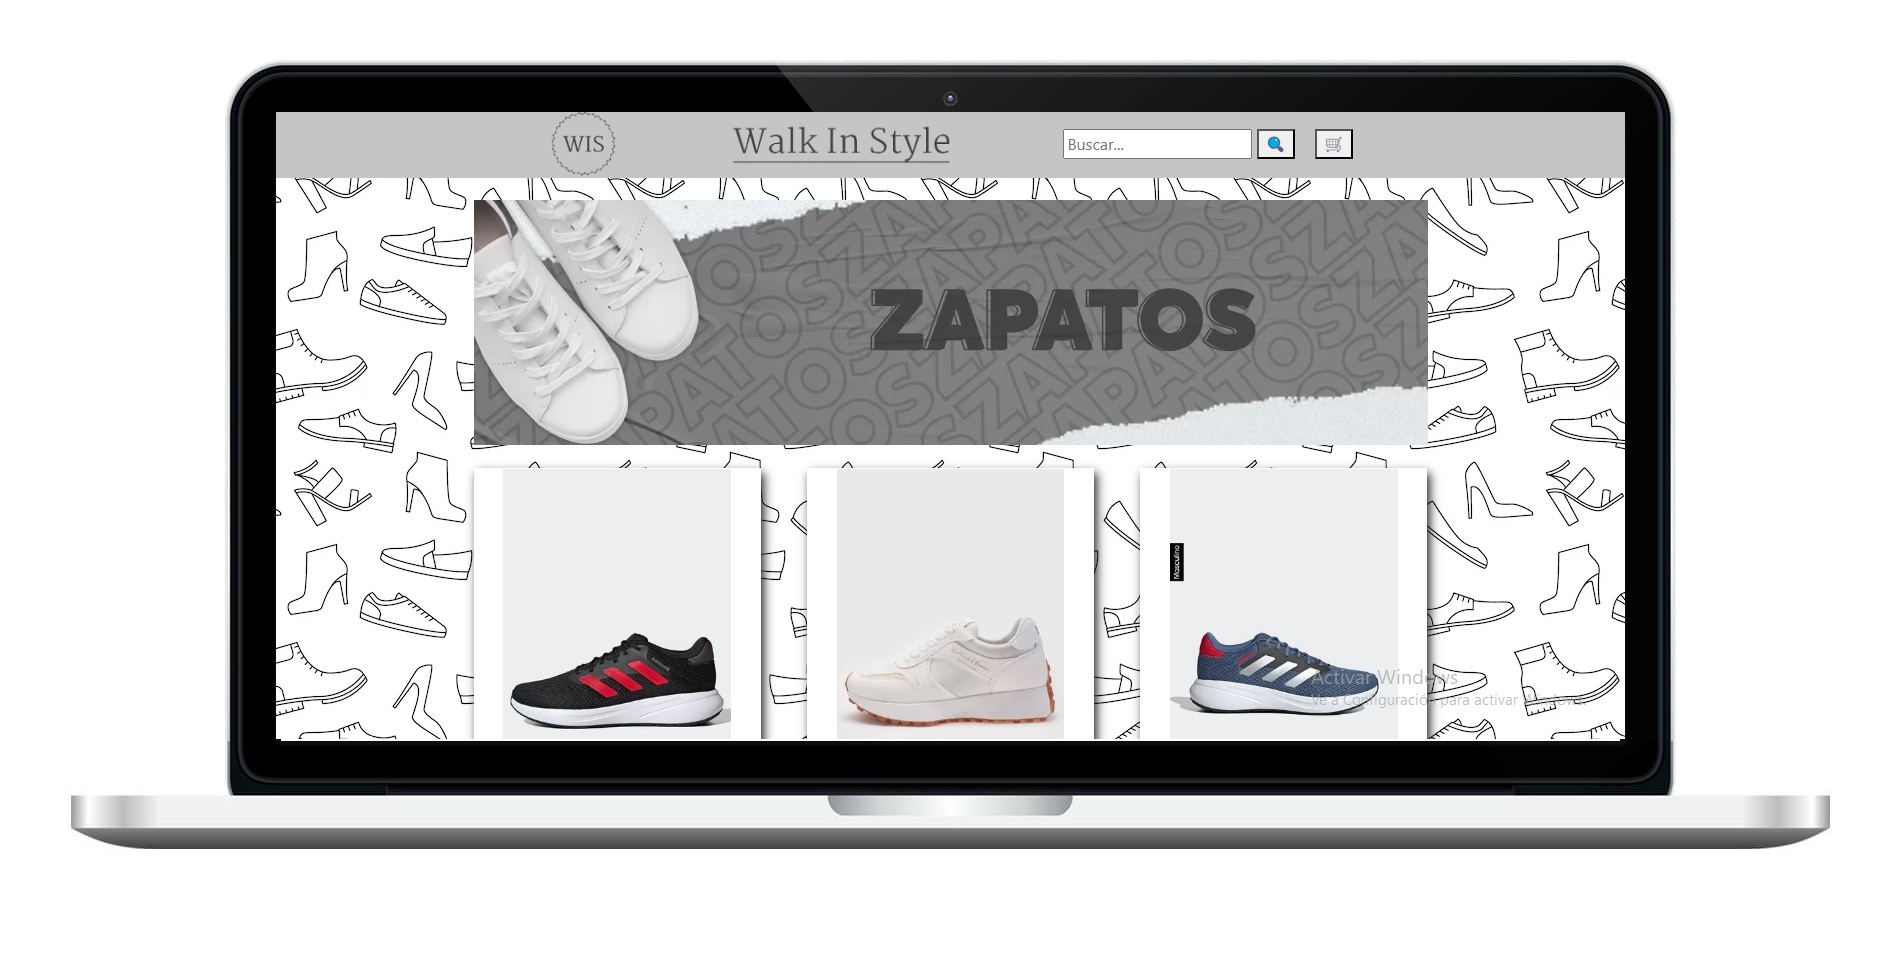 WIS
Walk In Style
Buscar...
ZAPATOS
Masculino
Activar Windows
Ve a Configuración para activar Windows.